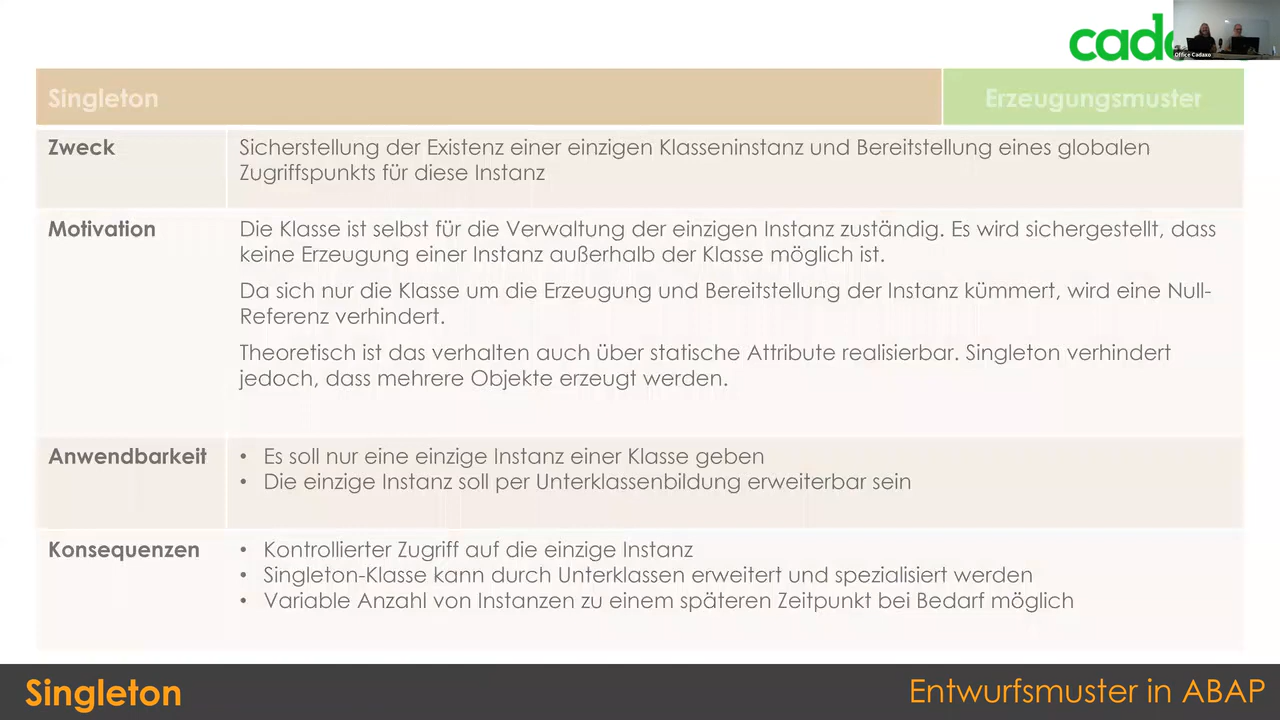 cad
Office Cadaxo
Singleton
Erzeugungsmuster
Zweck
Sicherstellung der Existenz einer einzigen Klasseninstanz und Bereitstellung eines globalen
Zugriffspunkts für diese Instanz
Motivation
Die Klasse ist selbst für die Verwaltung der einzigen Instanz zuständig. Es wird sichergestellt, dass
keine Erzeugung einer Instanz außerhalb der Klasse möglich ist.
Da sich nur die Klasse um die Erzeugung und Bereitstellung der Instanz kümmert, wird eine Null-
Referenz verhindert.
Theoretisch ist das verhalten auch über statische Attribute realisierbar. Singleton verhindert
jedoch, dass mehrere Objekte erzeugt werden.
Anwendbarkeit
• Es soll nur eine einzige Instanz einer Klasse geben
• Die einzige Instanz soll per Unterklassenbildung erweiterbar sein
Konsequenzen
• Kontrollierter Zugriff auf die einzige Instanz
• Singleton-Klasse kann durch Unterklassen erweitert und spezialisiert werden
• Variable Anzahl von Instanzen zu einem späteren Zeitpunkt bei Bedarf möglich
Singleton
Entwurfsmuster in ABAP